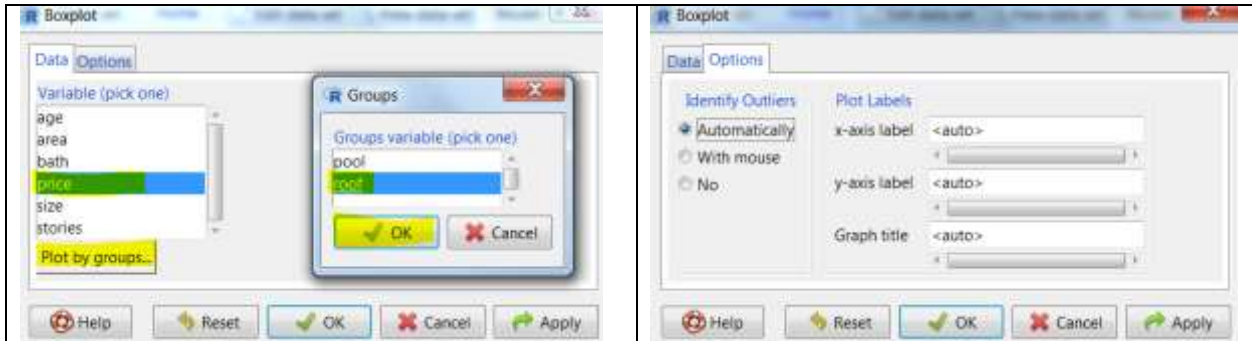 Boxplot
Data Options
Variable (pick one)
age
area
bath
price
size
stories
Plot by groups...
Groups
Groups variable (pick one)
pool
roof
OK Cancel
Help Reset OK Cancel Apply
Boxplot
Data Options
Identify Outliers Plot Labels
Automatically x-axis label <auto>
With mouse
No y-axis label <auto>
Graph title <auto>
Help Reset OK Cancel Apply